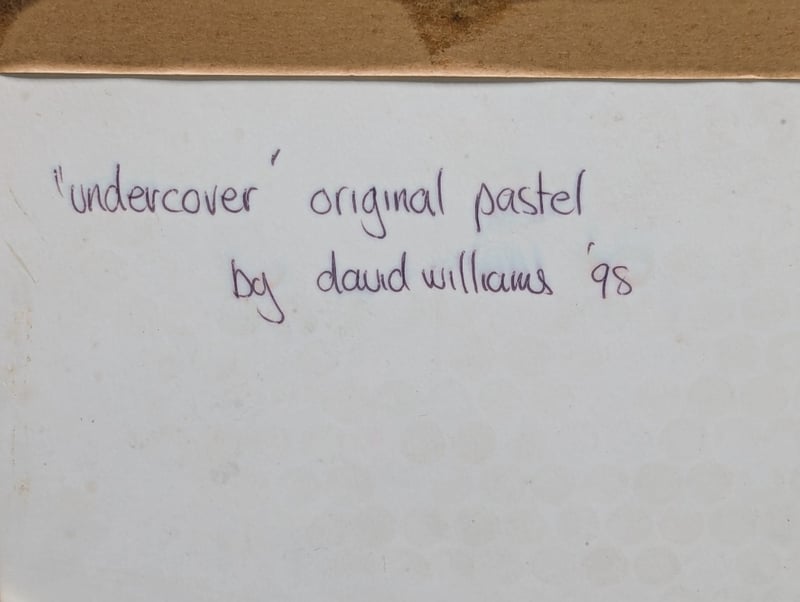 "undercover' original pastel
by david williams '98